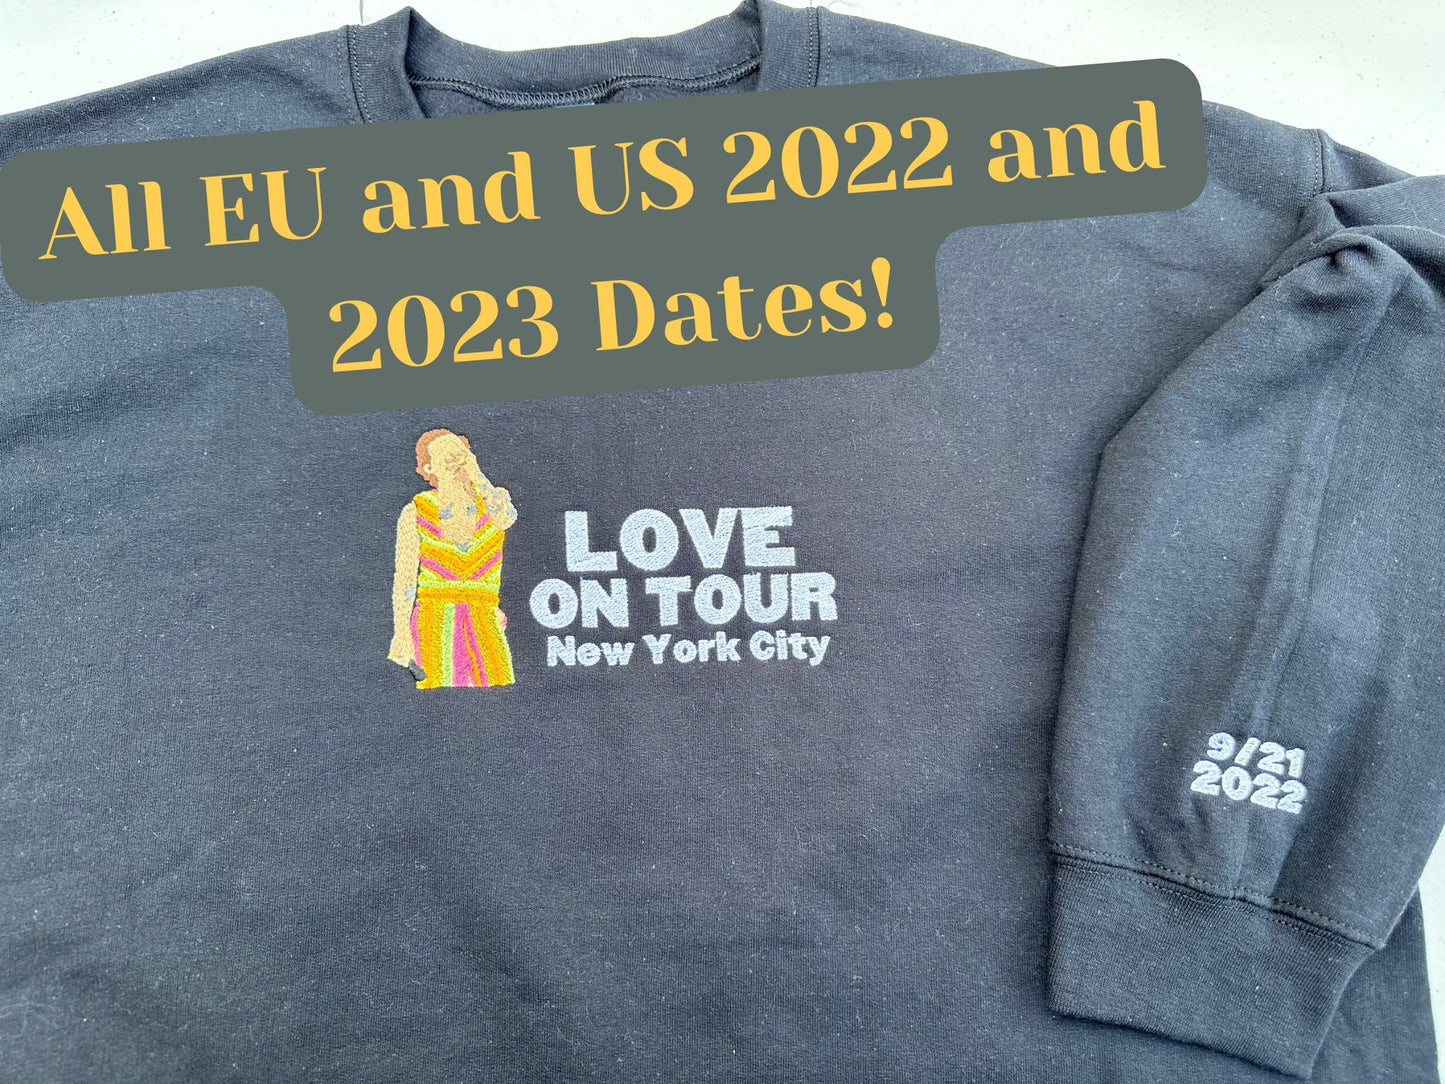 All EU and US 2022 and
2023 Dates!
LOVE
ON TOUR
New York City
9/21
2022